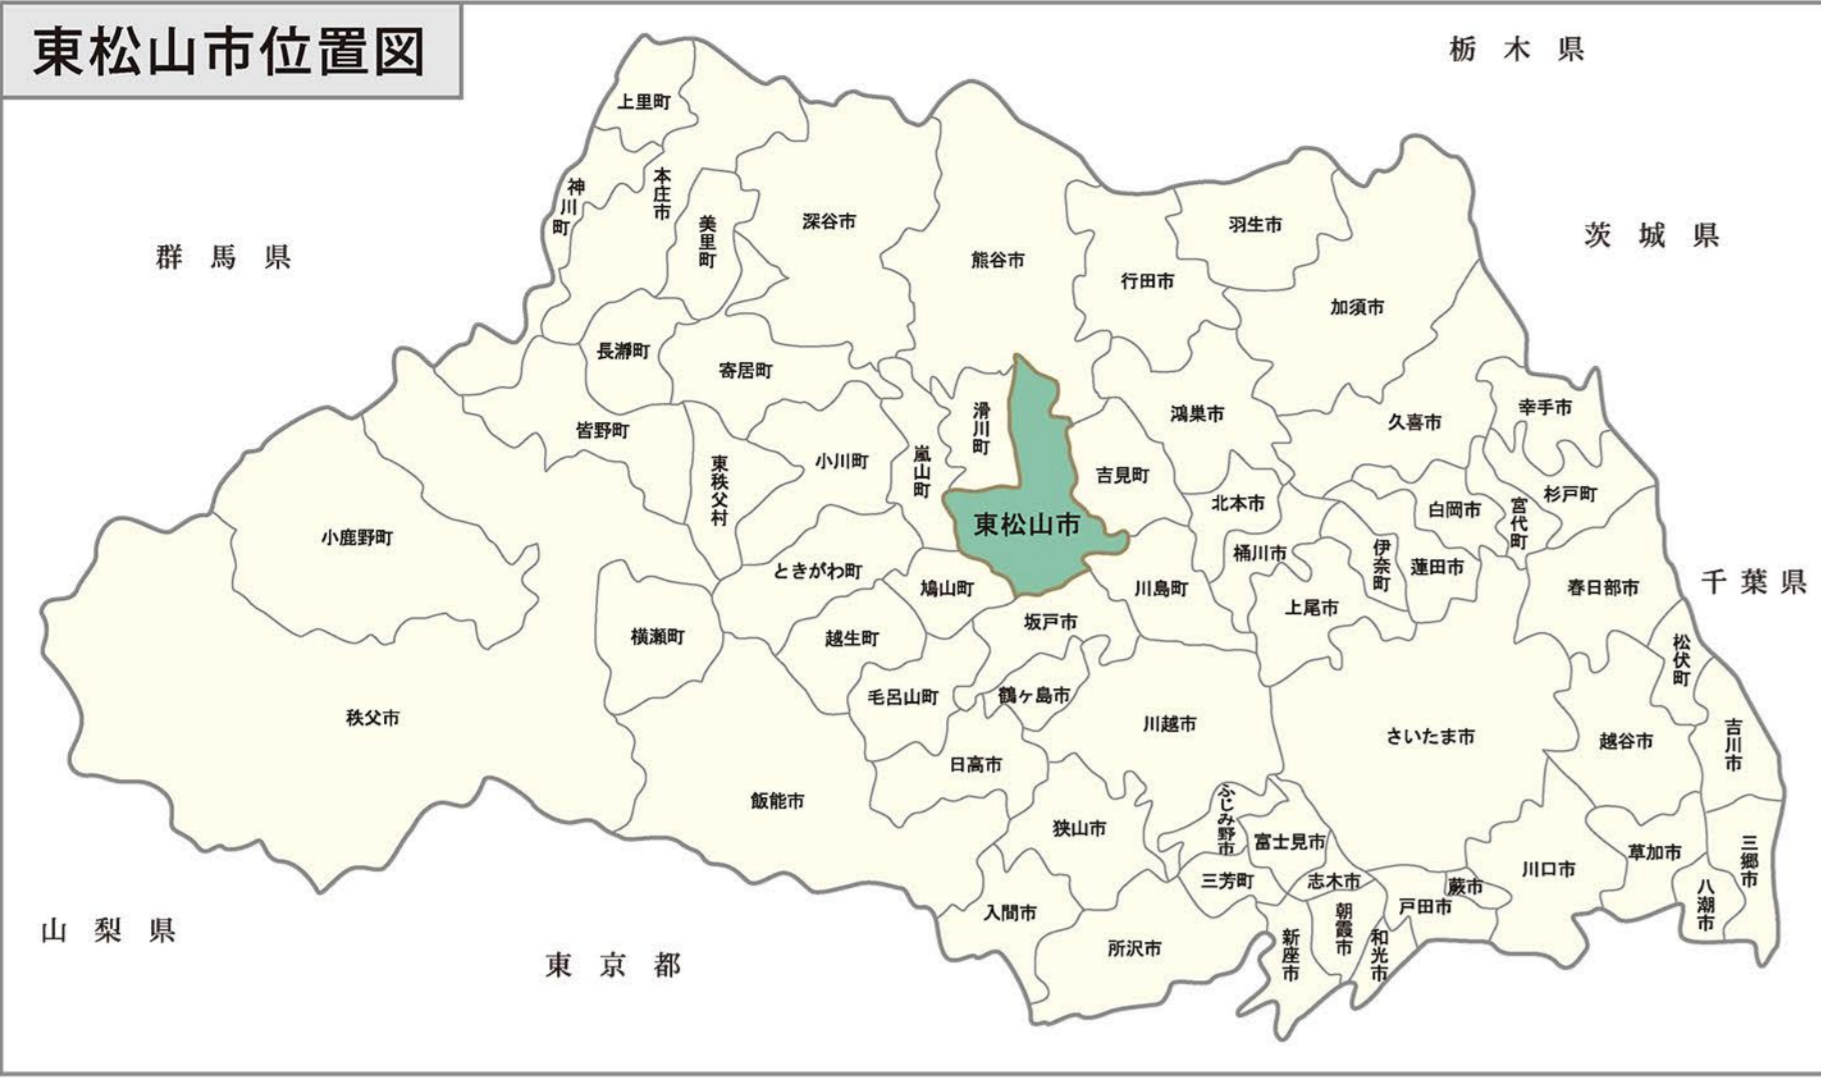 東松山市位置図
栃木県
上里町
神川町
本庄市
美里町
深谷市
熊谷市
行田市
羽生市
加須市
茨城県
群馬県
長瀞町
寄居町
皆野町
東秩父村
小川町
嵐山町
滑川町
吉見町
鴻巣市
久喜市
幸手市
北本市
白岡市
宮代町
杉戸町
東松山市
小鹿野町
ときがわ町
鳩山町
川島町
桶川市
伊奈町
蓮田市
春日部市
千葉県
上尾市
横瀬町
越生町
坂戸市
松伏町
毛呂山町
鶴ヶ島市
秩父市
川越市
さいたま市
越谷市
吉川市
日高市
飯能市
狭山市
ふじみ野市
富士見市
三芳町
志木市
蕨市
戸田市
川口市
草加市
三郷市
八潮市
入間市
所沢市
新座市
朝霞市
和光市
山梨県
東京都